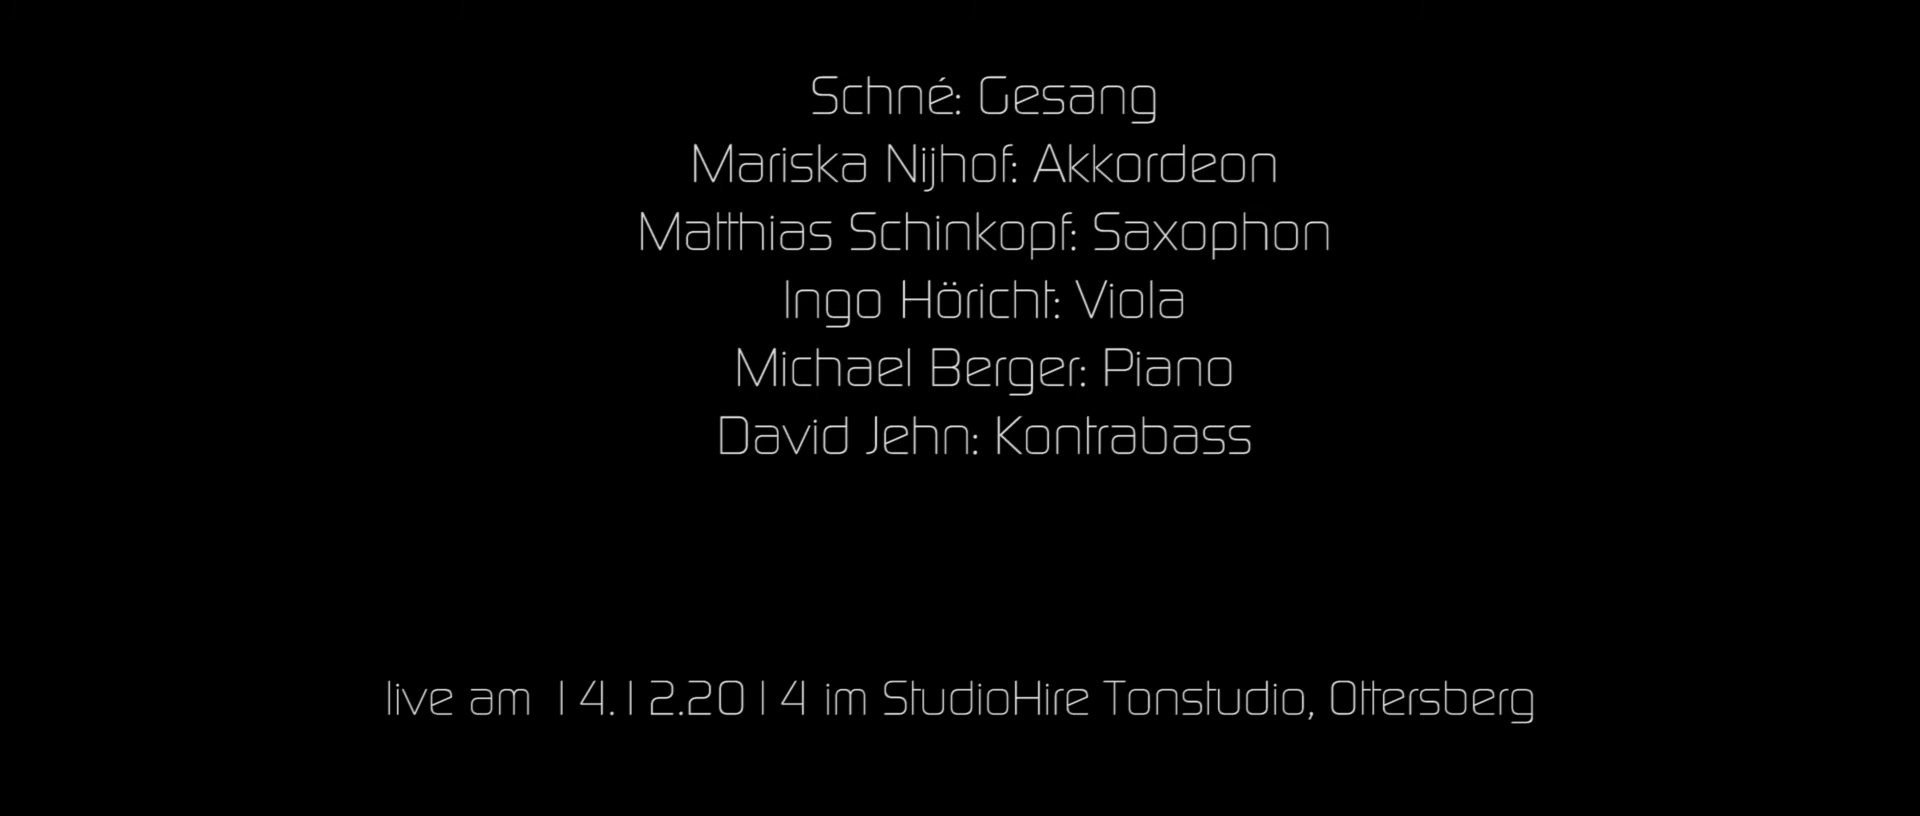 Schné: Gesang
Mariska Nijhof: Akkordeon
Matthias Schinkopf: Saxophon
Ingo Höricht: Viola
Michael Berger: Piano
David Jehn: Kontrabass
live am 14.12.2014 im StudioHire Tonstudio, Ottersberg